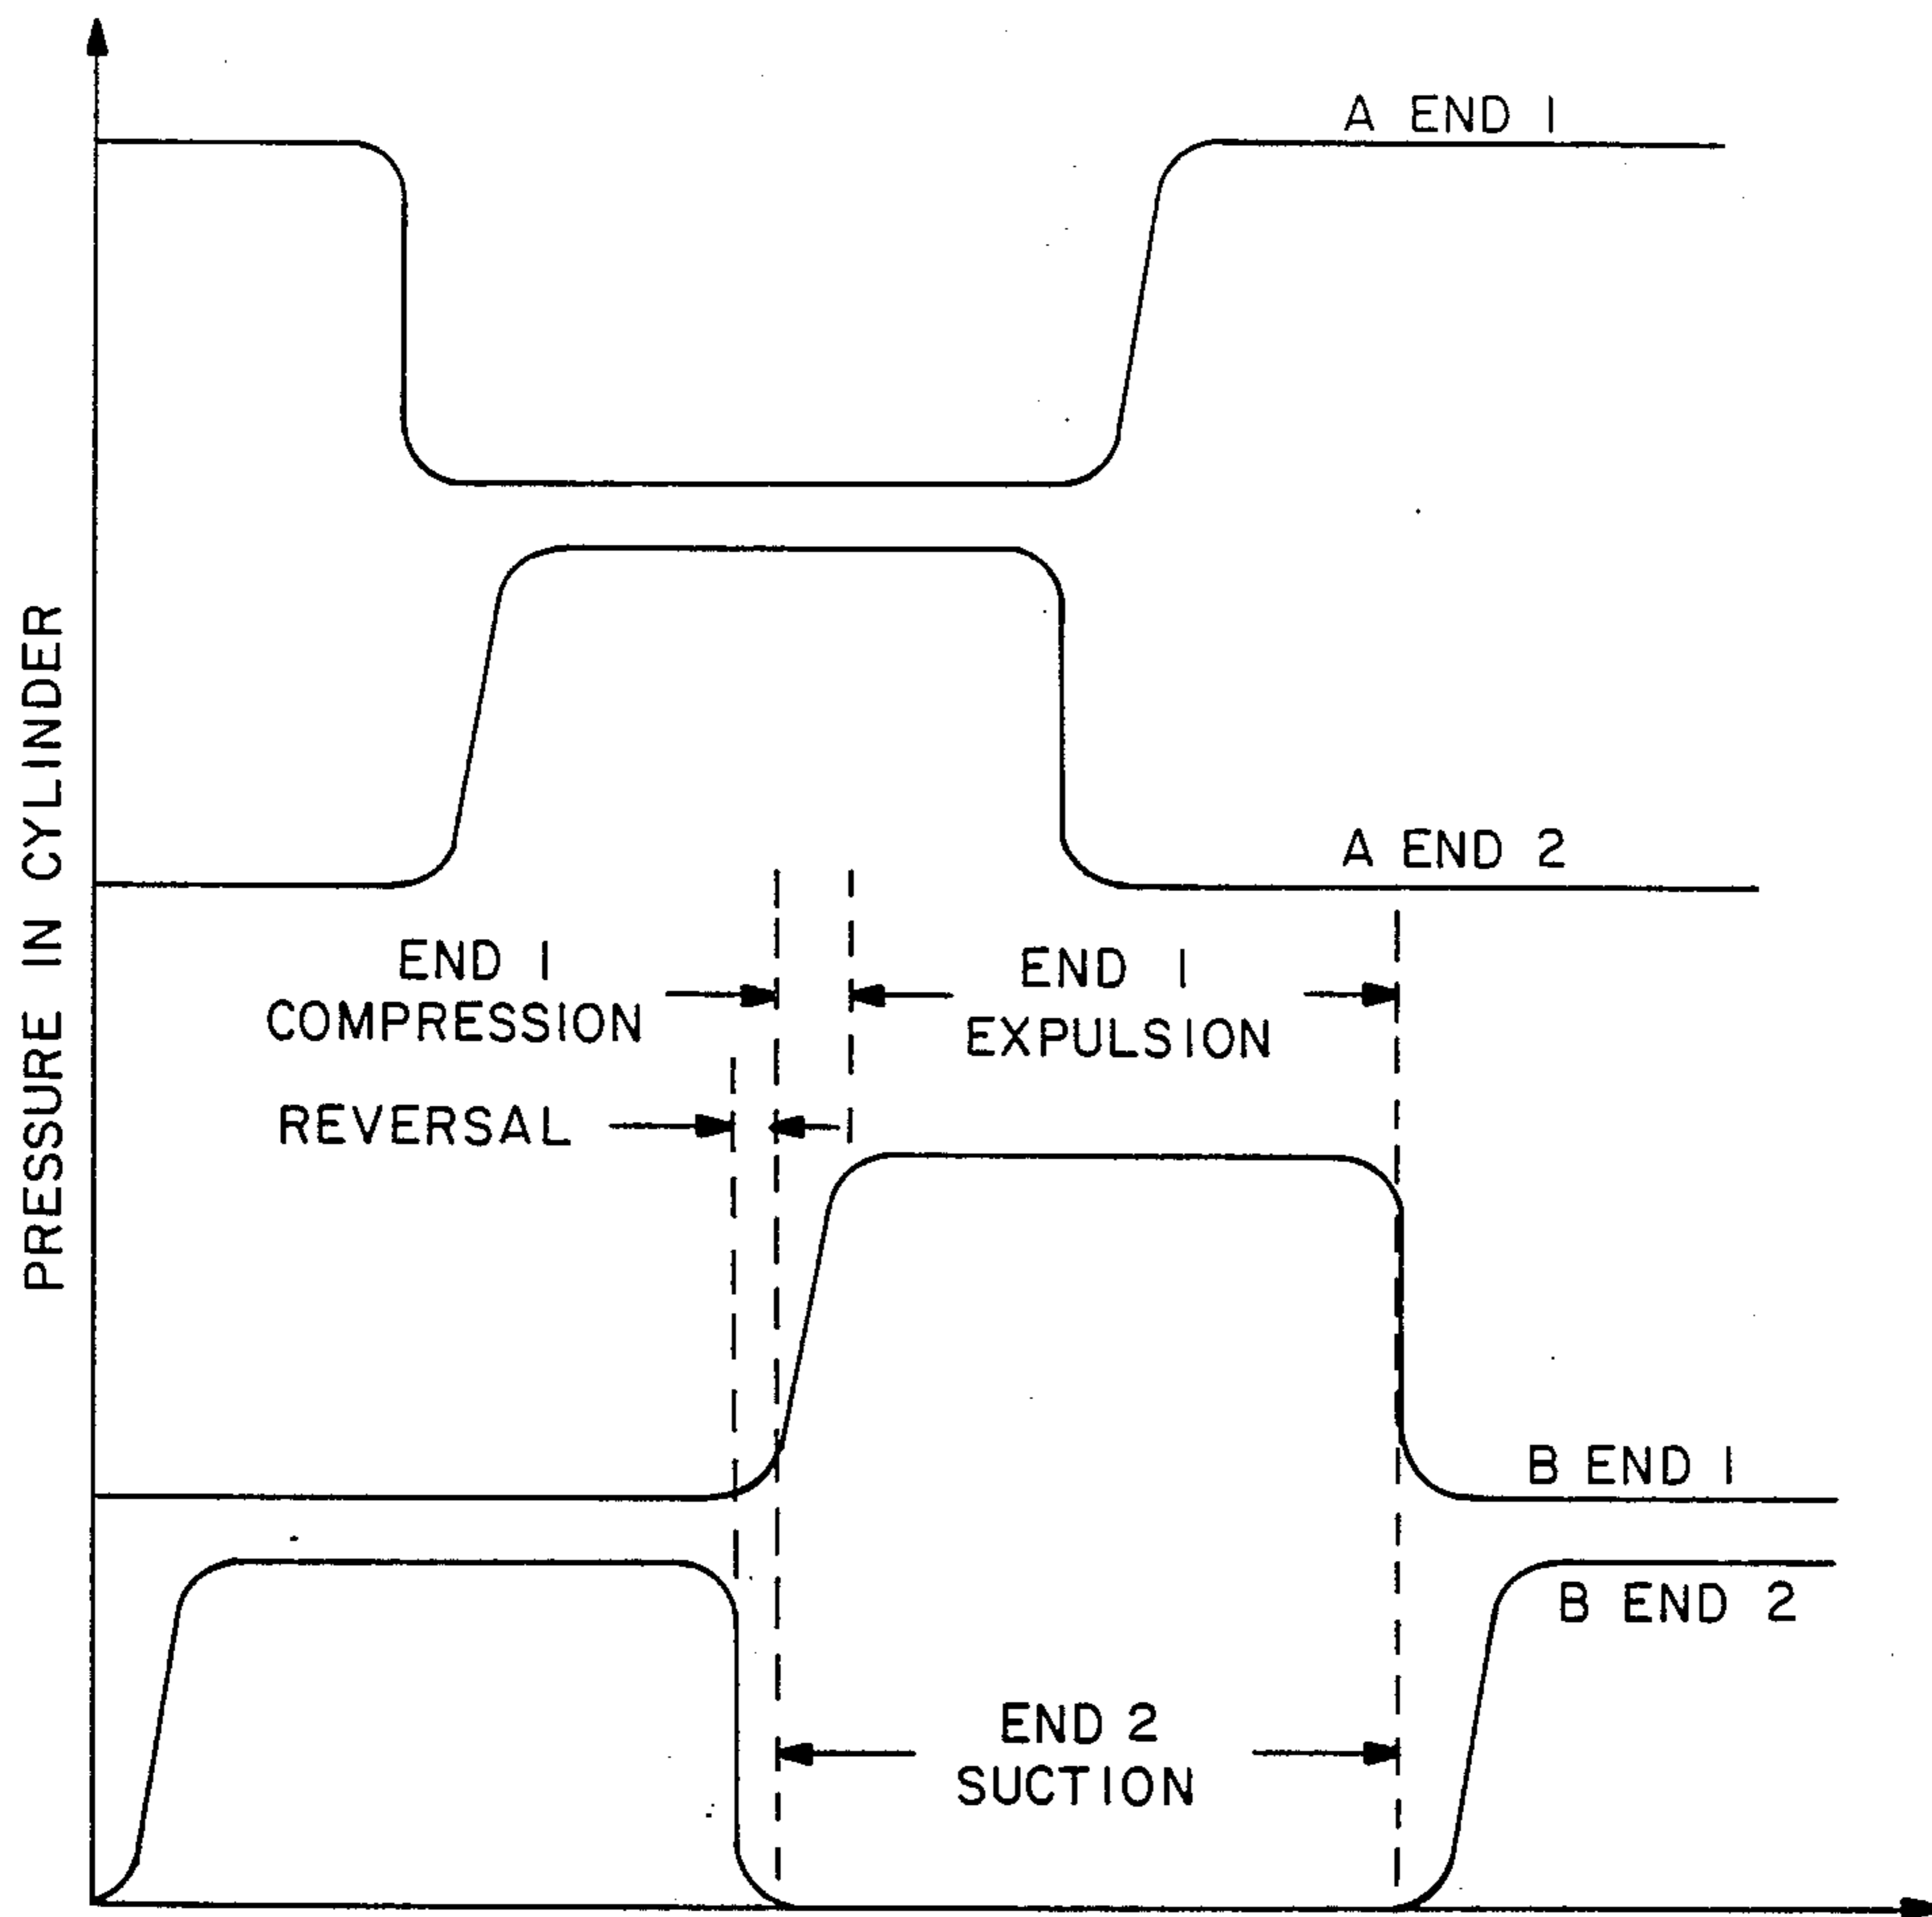 A END 1
PRESSURE IN CYLINDER
A END 2
END 1
COMPRESSION
END 1
EXPULSION
REVERSAL
B END 1
B END 2
END 2
SUCTION